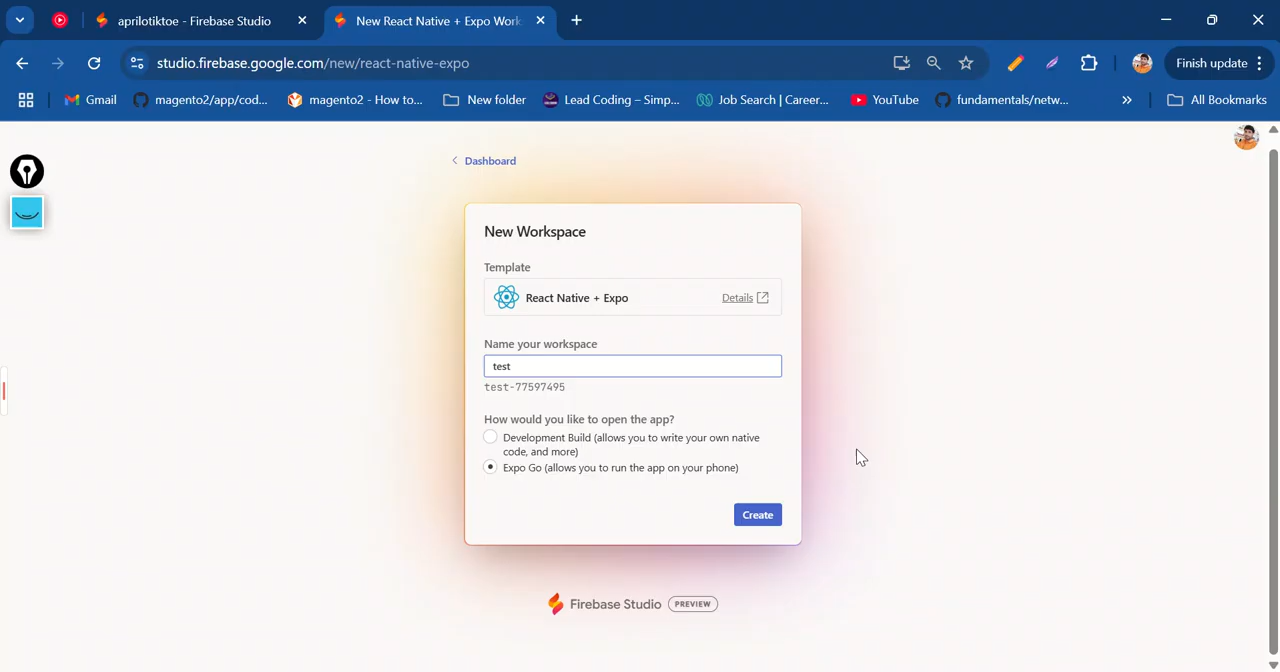 aprilotiktoe - Firebase Studio
New React Native + Expo Work
studio.firebase.google.com/new/react-native-expo
Finish update
Gmail
magento2/app/cod...
magento2 - How to...
New folder
Lead Coding – Simp...
Job Search | Career...
YouTube
fundamentals/netw...
»
All Bookmarks
Dashboard
New Workspace
Template
React Native + Expo
Details
Name your workspace
test
test-77597495
How would you like to open the app?
Development Build (allows you to write your own native
code, and more)
Expo Go (allows you to run the app on your phone)
Create
Firebase Studio
PREVIEW